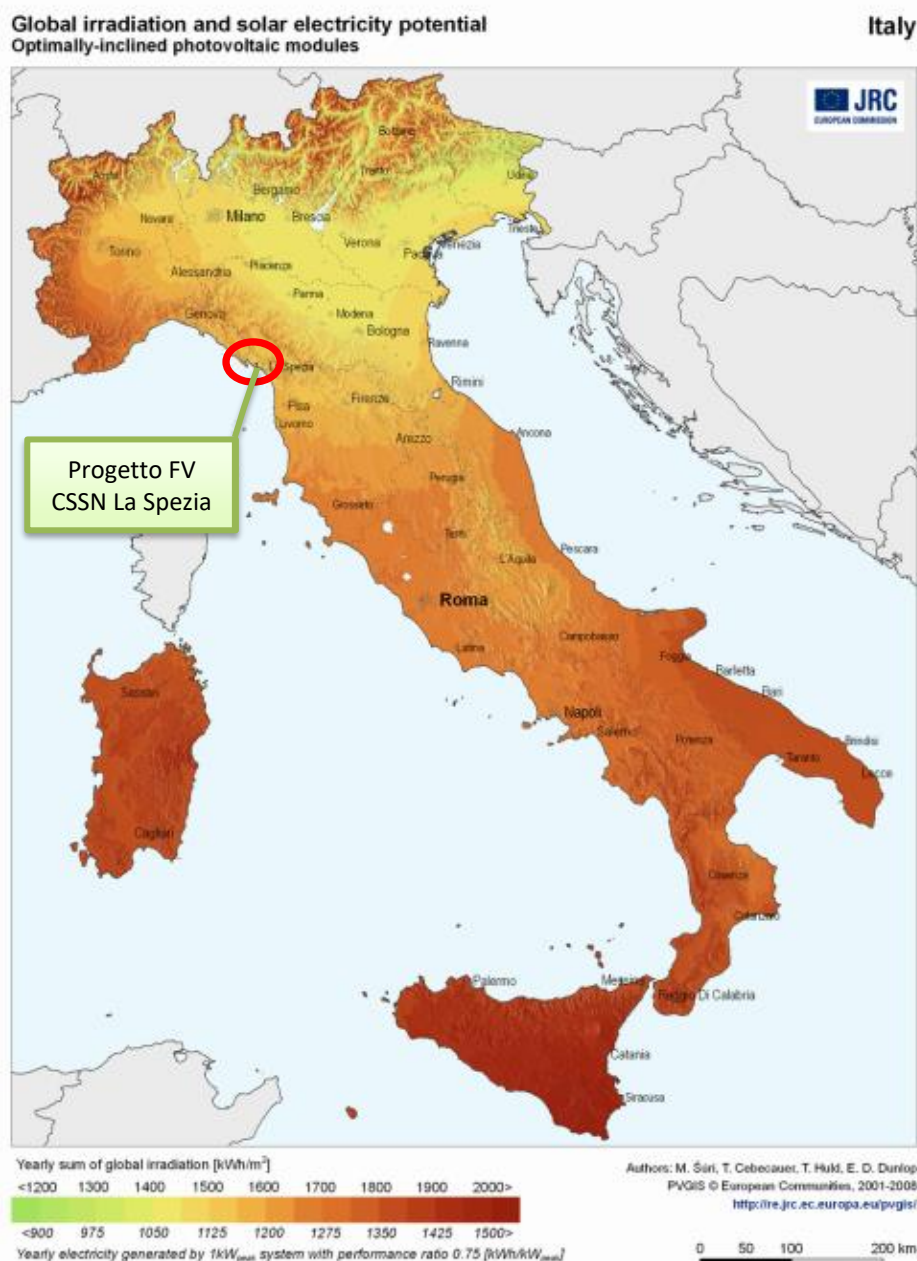 Global irradiation and solar electricity potential
Optimally-inclined photovoltaic modules
Italy
JRC
EUROPEAN COMMISSION
Bolzano
Aosta
Trento
Udine
Bergamo
Novara
Milano
Brescia
Trieste
Verona
Padova
Venezia
Torino
Piacenza
Alessandria
Parma
Genova
Modena
Bologna
Ravenna
La Spezia
Rimini
Pisa
Firenze
Livorno
Ancona
Arezzo
Progetto FV
CSSN La Spezia
Perugia
Grosseto
Terni
Pescara
L'Aquila
Roma
Campobasso
Latina
Foggia
Barletta
Sassari
Bari
Napoli
Salerno
Potenza
Brindisi
Taranto
Lecce
Cagliari
Cosenza
Catanzaro
Palermo
Messina
Reggio Di Calabria
Catania
Siracusa
Yearly sum of global irradiation [kWh/m²]
<1200 1300 1400 1500 1600 1700 1800 1900 2000>
<900 975 1050 1125 1200 1275 1350 1425 1500>
Yearly electricity generated by 1kWpeak system with performance ratio 0.75 [kWh/kWpeak]
Authors: M. Šúri, T. Cebecauer, T. Huld, E. D. Dunlop
PVGIS © European Communities, 2001-2008
http://re.jrc.ec.europa.eu/pvgis/
0 50 100 200 km